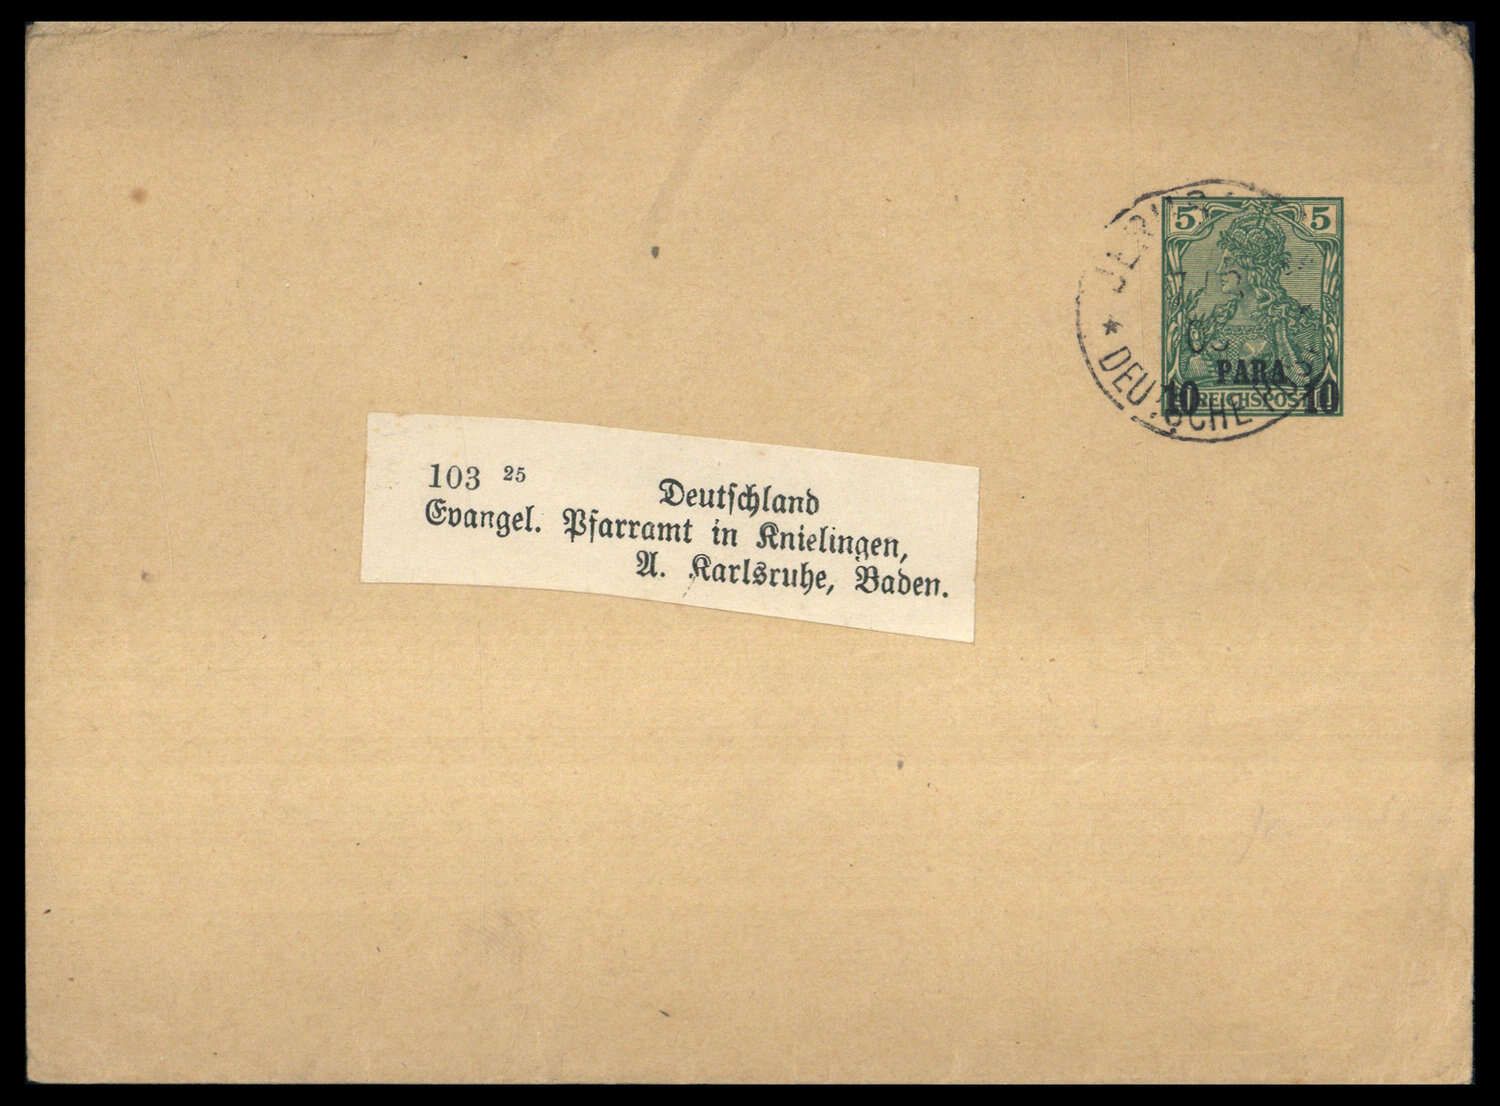 5 5
PARA
10 REICHSPOST 10
DEUTSCHE
103 25 Deutschland
Evangel. Pfarramt in Knielingen,
A. Karlsruhe, Baden.